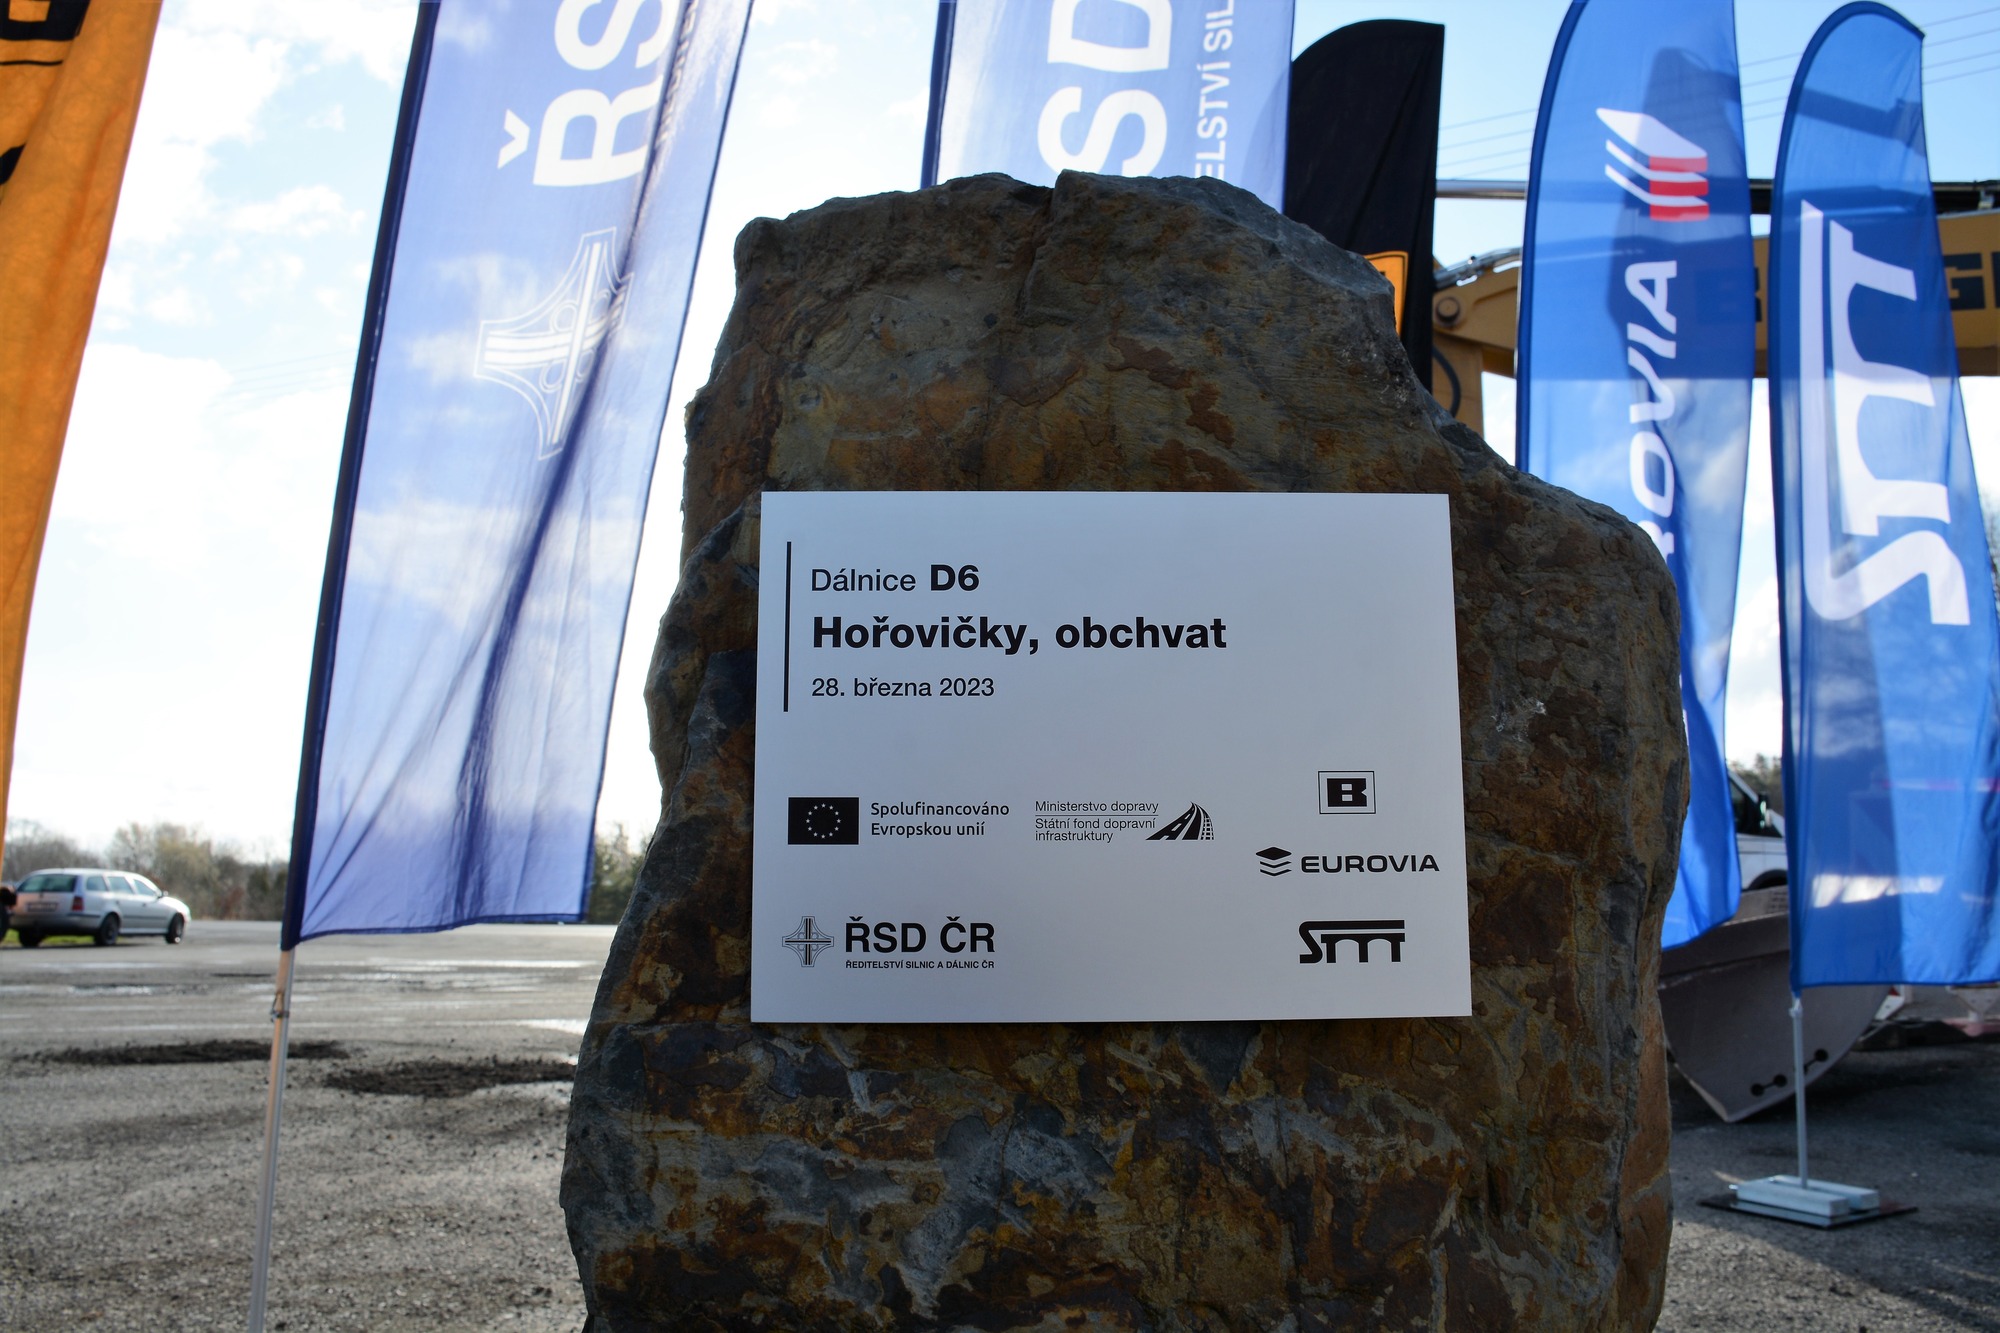 ŘS
SD
ELSTVÍ SIL
EUROVIA
SMT
Dálnice D6
Hořovičky, obchvat
28. března 2023
Spolufinancováno
Evropskou unií
Ministerstvo dopravy
Státní fond dopravní
infrastruktury
B
EUROVIA
ŘSD ČR
ŘEDITELSTVÍ SILNIC A DÁLNIC ČR
SMT